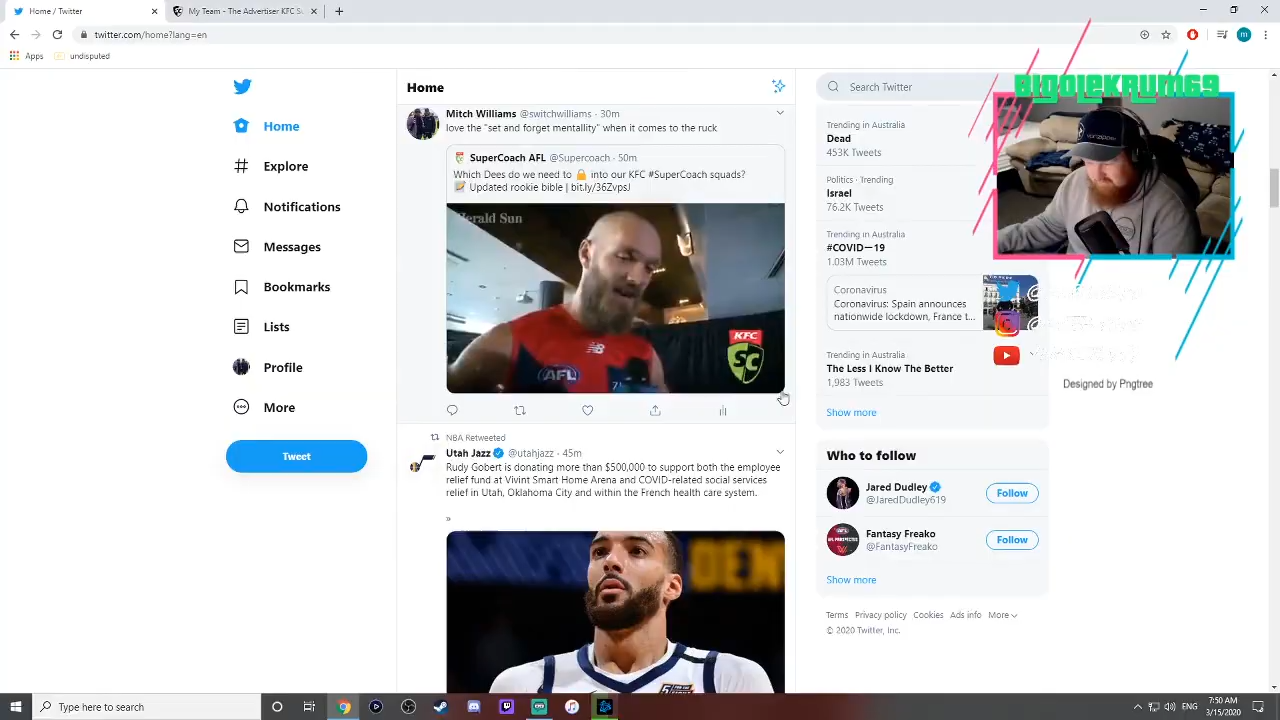 Home / Twitter
My Team - The Advertiser KFC Su
twitter.com/home?lang=en
Apps
undisputed
Home
Explore
Notifications
Messages
Bookmarks
Lists
Profile
More
Tweet
Home
Mitch Williams @switchwilliams · 30m
love the "set and forget mentallity" when it comes to the ruck
SuperCoach AFL @Supercoach · 50m
Which Dees do we need to 🔒 into our KFC #SuperCoach squads?
📝 Updated rookie bible | bit.ly/36ZvpsJ
Herald Sun
KFC
SC
AFL
NBA Retweeted
Utah Jazz @utahjazz · 45m
Rudy Gobert is donating more than $500,000 to support both the employee
relief fund at Vivint Smart Home Arena and COVID-related social services
relief in Utah, Oklahoma City and within the French health care system.
»
Search Twitter
Trending in Australia
Dead
453K Tweets
Politics · Trending
Israel
76.2K Tweets
Trending in Australia
#COVID−19
1.03M Tweets
Coronavirus
Coronavirus: Spain announces
nationwide lockdown, France t...
Trending in Australia
The Less I Know The Better
1,983 Tweets
Show more
Who to follow
Jared Dudley
@JaredDudley619
Follow
Fantasy Freako
@FantasyFreako
Follow
Show more
Terms Privacy policy Cookies Ads info More
© 2020 Twitter, Inc.
BIGDLEKRUM69
Designed by Pngtree
Type here to search
ENG
7:50 AM
3/15/2020